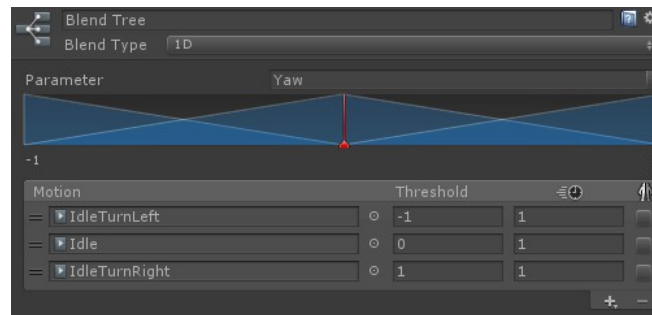 Blend Tree
Blend Type 1D
Parameter Yaw
-1
Motion Threshold
IdleTurnLeft -1 1
Idle 0 1
IdleTurnRight 1 1